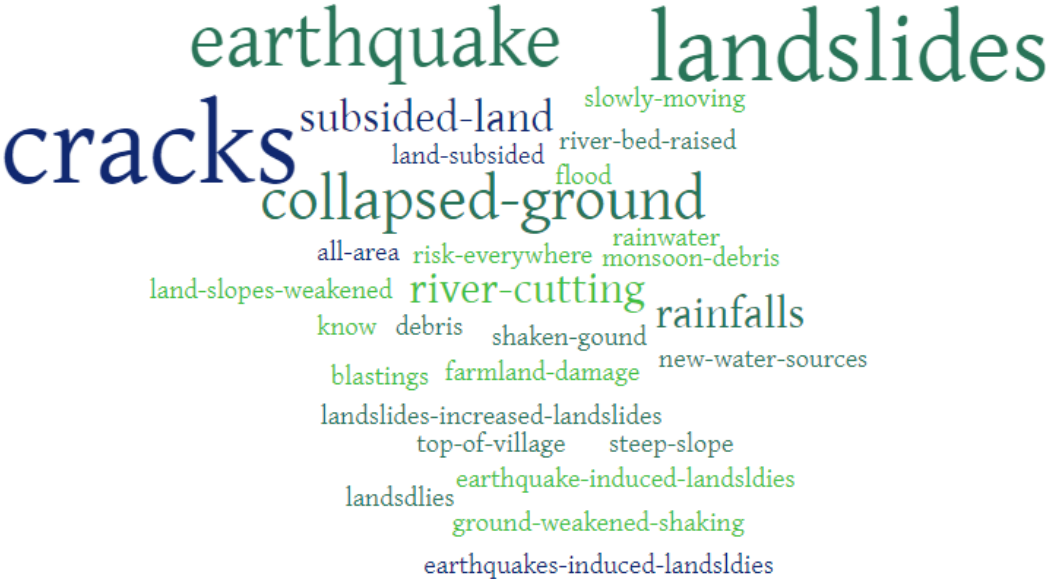 earthquake
landslides
cracks
subsided-land
slowly-moving
land-subsided
river-bed-raised
flood
collapsed-ground
all-area
risk-everywhere
rainwater
monsoon-debris
land-slopes-weakened
river-cutting
rainfalls
know
debris
shaken-gound
new-water-sources
blastings
farmland-damage
landslides-increased-landslides
top-of-village
steep-slope
earthquake-induced-landsldies
landsdlies
ground-weakened-shaking
earthquakes-induced-landsldies